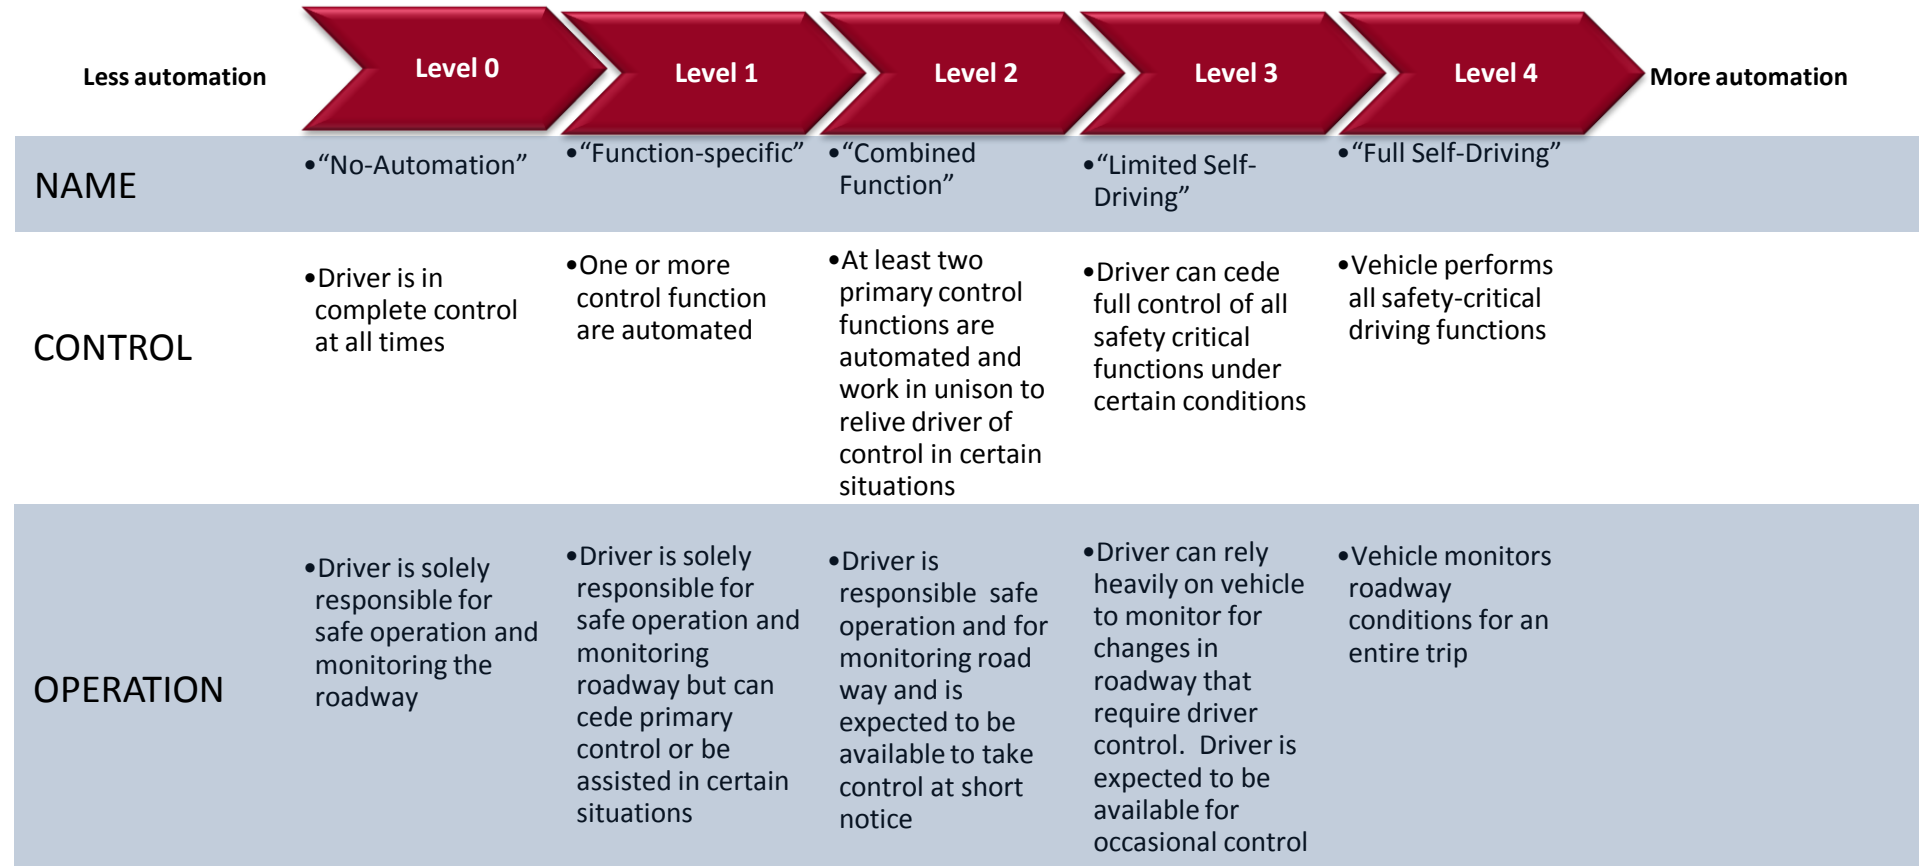 Less automation
Level 0
Level 1
Level 2
Level 3
Level 4
More automation
NAME
•“No-Automation”
•“Function-specific”
•“Combined
Function”
•“Limited Self-
Driving”
•“Full Self-Driving”
CONTROL
•Driver is in
complete control
at all times
•One or more
control function
are automated
•At least two
primary control
functions are
automated and
work in unison to
relive driver of
control in certain
situations
•Driver can cede
full control of all
safety critical
functions under
certain conditions
•Vehicle performs
all safety-critical
driving functions
OPERATION
•Driver is solely
responsible for
safe operation and
monitoring the
roadway
•Driver is solely
responsible for
safe operation and
monitoring
roadway but can
cede primary
control or be
assisted in certain
situations
•Driver is
responsible  safe
operation and for
monitoring road
way and is
expected to be
available to take
control at short
notice
•Driver can rely
heavily on vehicle
to monitor for
changes in
roadway that
require driver
control.  Driver is
expected to be
available for
occasional control
•Vehicle monitors
roadway
conditions for an
entire trip